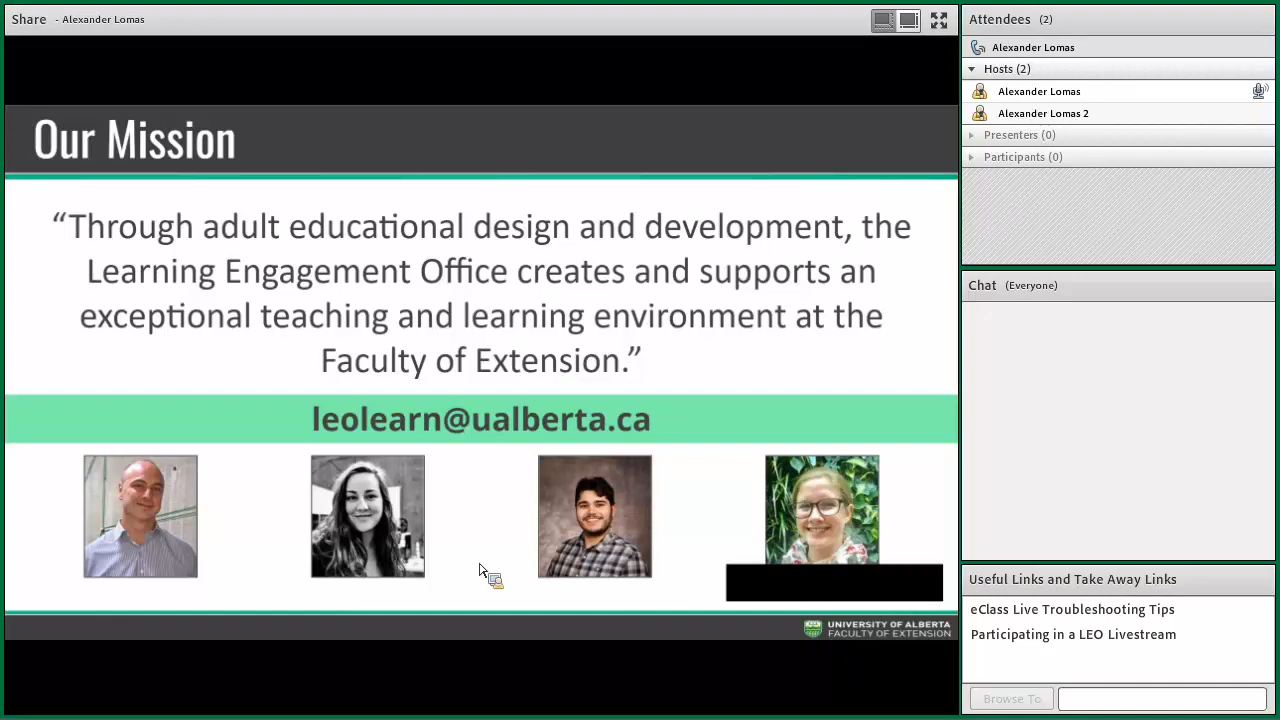 Share - Alexander Lomas
Our Mission
“Through adult educational design and development, the
Learning Engagement Office creates and supports an
exceptional teaching and learning environment at the
Faculty of Extension.”
leolearn@ualberta.ca
UNIVERSITY OF ALBERTA
FACULTY OF EXTENSION
Attendees (2)
Alexander Lomas
Hosts (2)
Alexander Lomas
Alexander Lomas 2
Presenters (0)
Participants (0)
Chat (Everyone)
Useful Links and Take Away Links
eClass Live Troubleshooting Tips
Participating in a LEO Livestream
Browse To